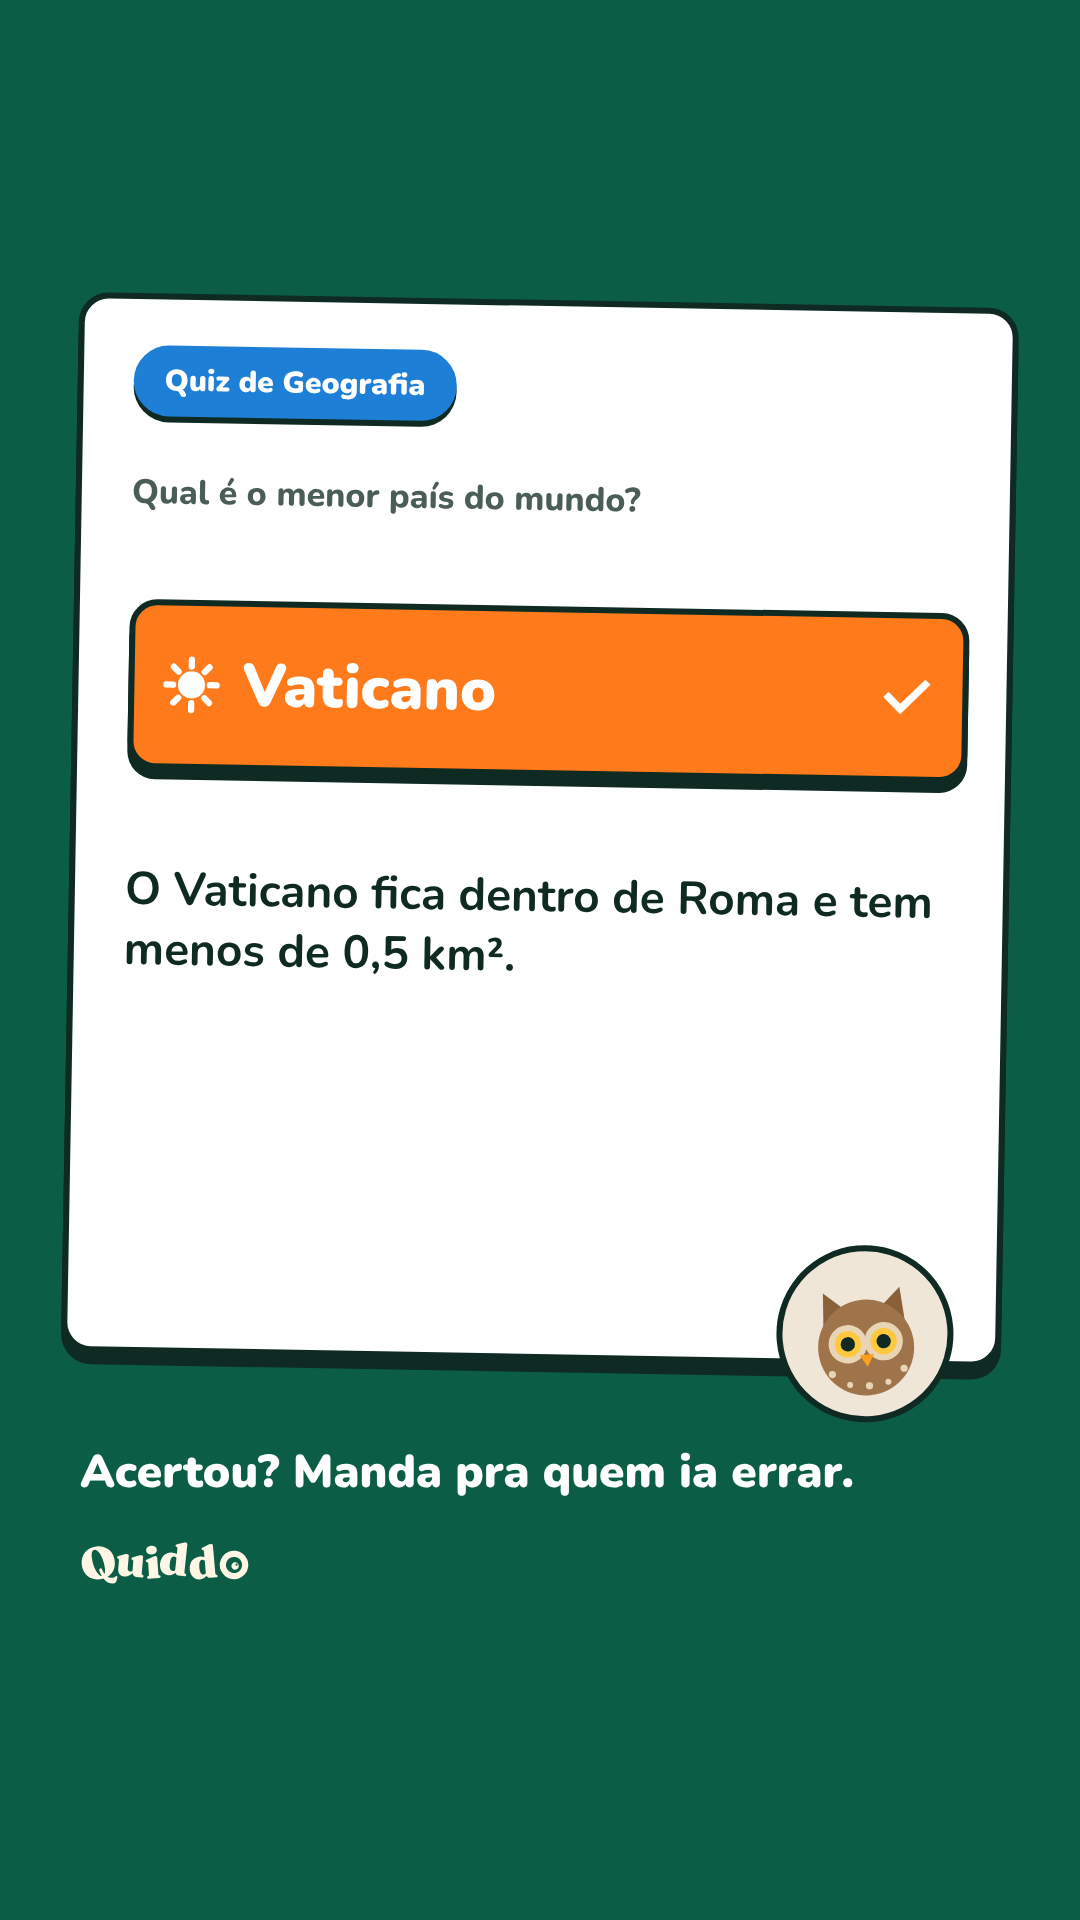 Quiz de Geografia
Qual é o menor país do mundo?
Vaticano
O Vaticano fica dentro de Roma e tem
menos de 0,5 km².
Acertou? Manda pra quem ia errar.
Quiddo